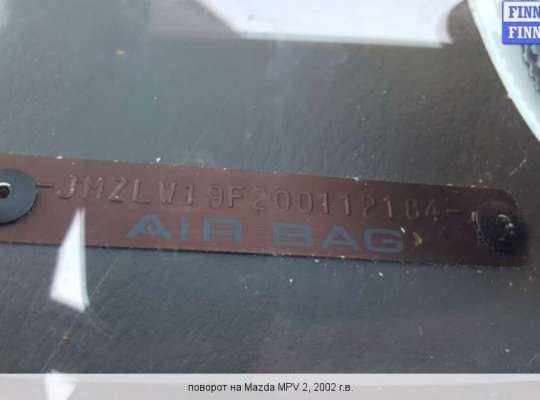 FINN
FINN
-JMZLW19F200112184-
AIR BAG
поворот на Mazda MPV 2, 2002 г.в.